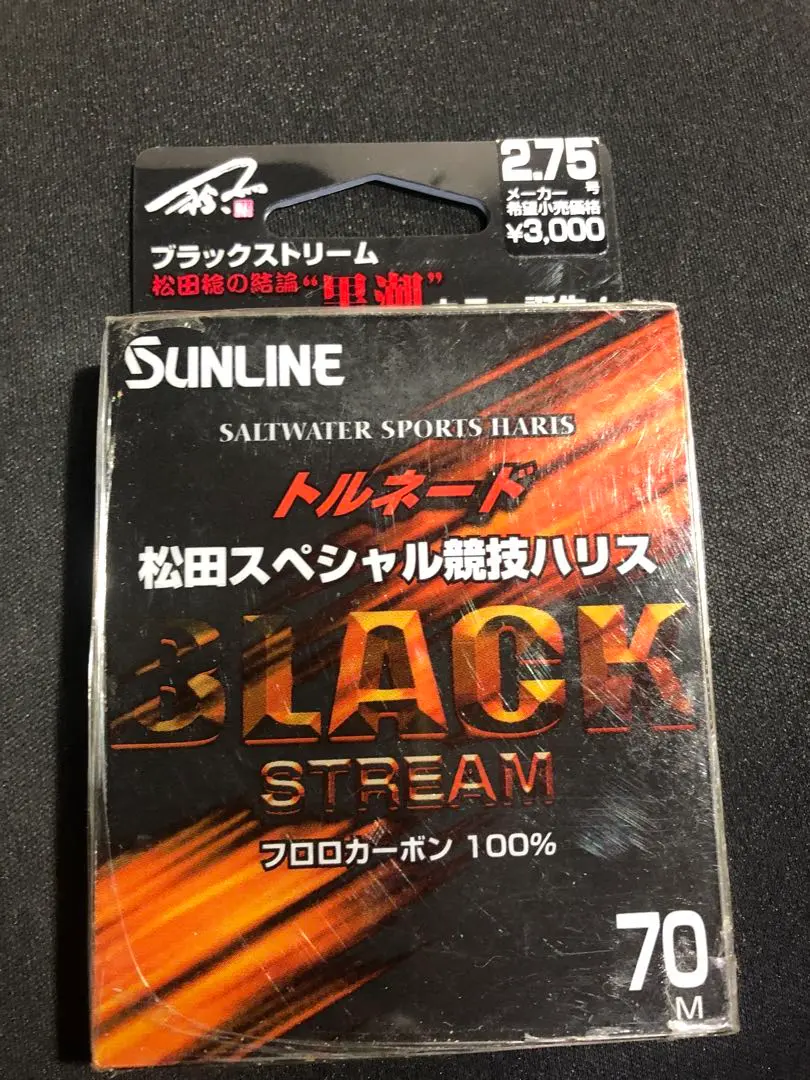 2.75
号
メーカー
希望小売価格
¥3,000
ブラックストリーム
松田稔の結論“黒潮”
SUNLINE
SALTWATER SPORTS HARIS
トルネード
松田スペシャル競技ハリス
BLACK
STREAM
フロロカーボン 100%
70
M